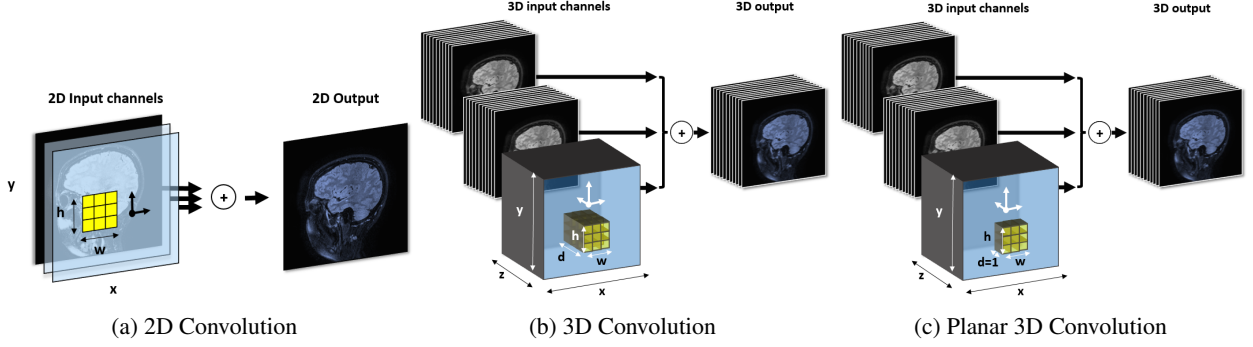 2D Input channels
2D Output
y
h
w
x
+
(a) 2D Convolution
3D input channels
3D output
+
y
h
d
w
z
x
(b) 3D Convolution
3D input channels
3D output
+
y
h
d=1
w
z
x
(c) Planar 3D Convolution